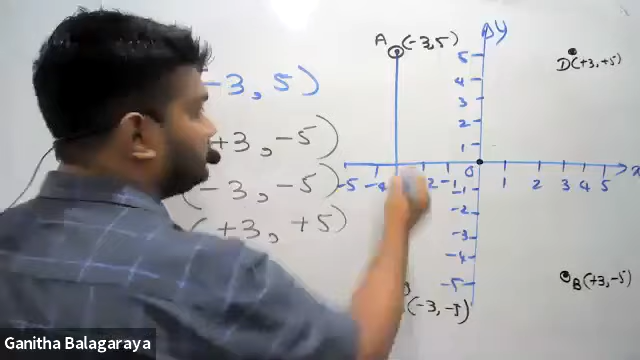 -3, 5)
+3, -5)
(-3, -5)
(+3, +5)
A (-3,5)
y
D(+3,+5)
5
4
3
2
1
0
-5 -4 2 -1 1 2 3 4 5 x
-1
-2
-3
-4
-5
B(+3,-5)
(-3,-5)
Ganitha Balagaraya